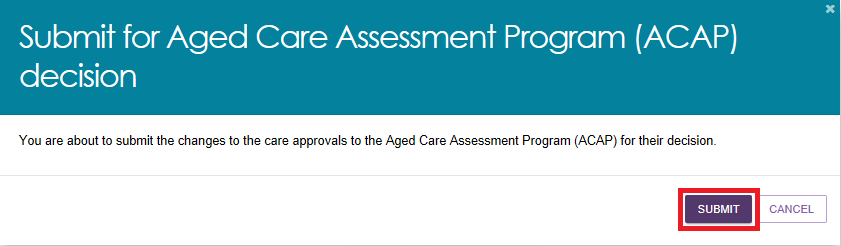 Submit for Aged Care Assessment Program (ACAP)
decision
You are about to submit the changes to the care approvals to the Aged Care Assessment Program (ACAP) for their decision.
SUBMIT CANCEL